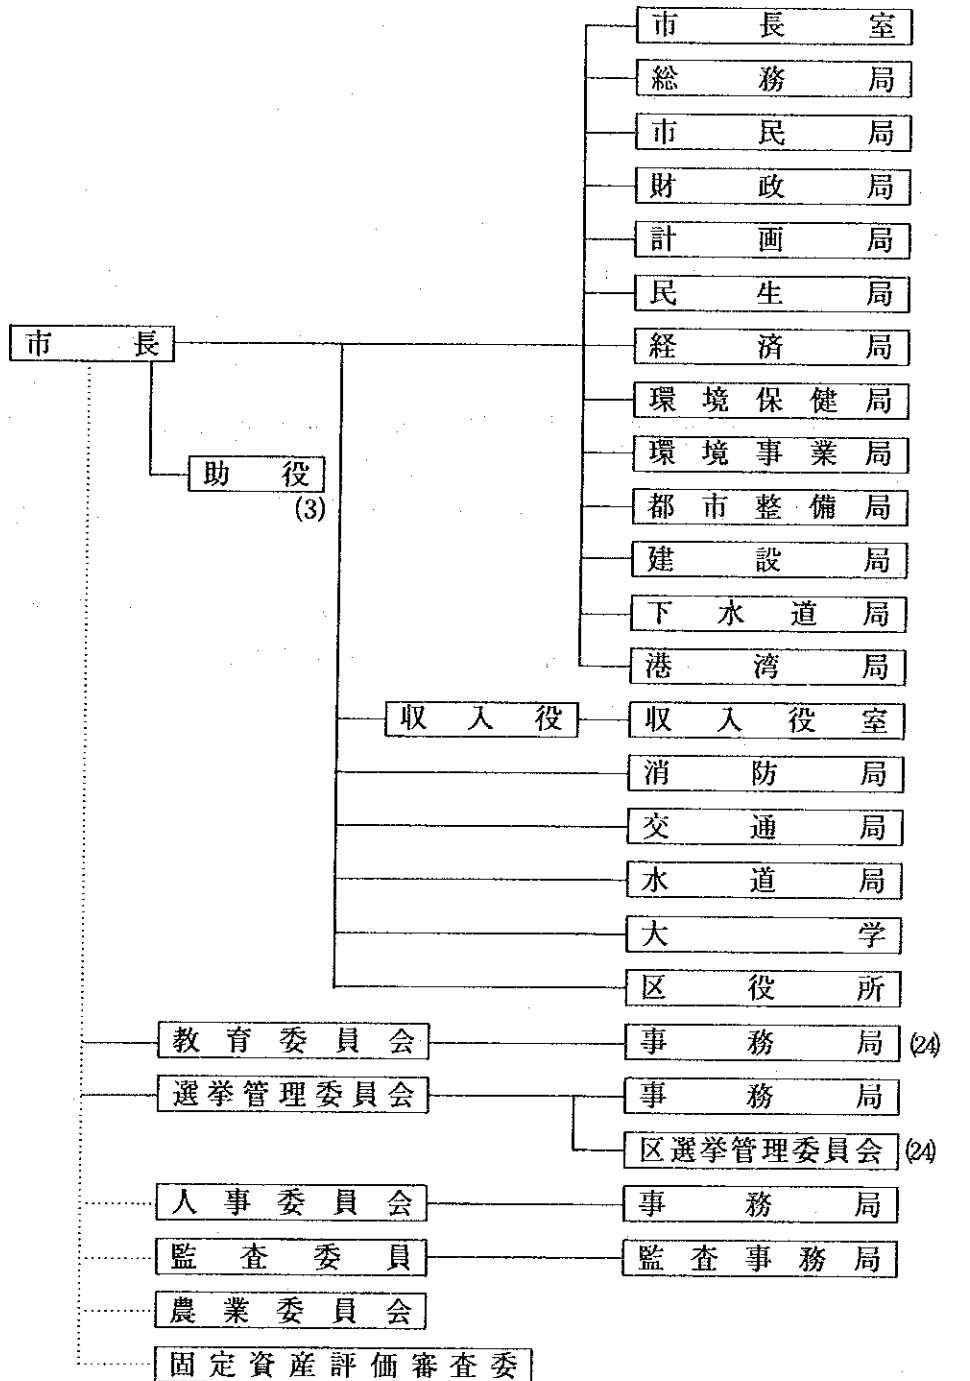 市長室
総務局
市民局
財政局
計画局
民生局
市長
経済局
環境保健局
環境事業局
助役
(3)
都市整備局
建設局
下水道局
港湾局
収入役 収入役室
消防局
交通局
水道局
大学
区役所
教育委員会 事務局 (24)
選挙管理委員会 事務局
区選挙管理委員会 (24)
人事委員会 事務局
監査委員 監査事務局
農業委員会
固定資産評価審査委